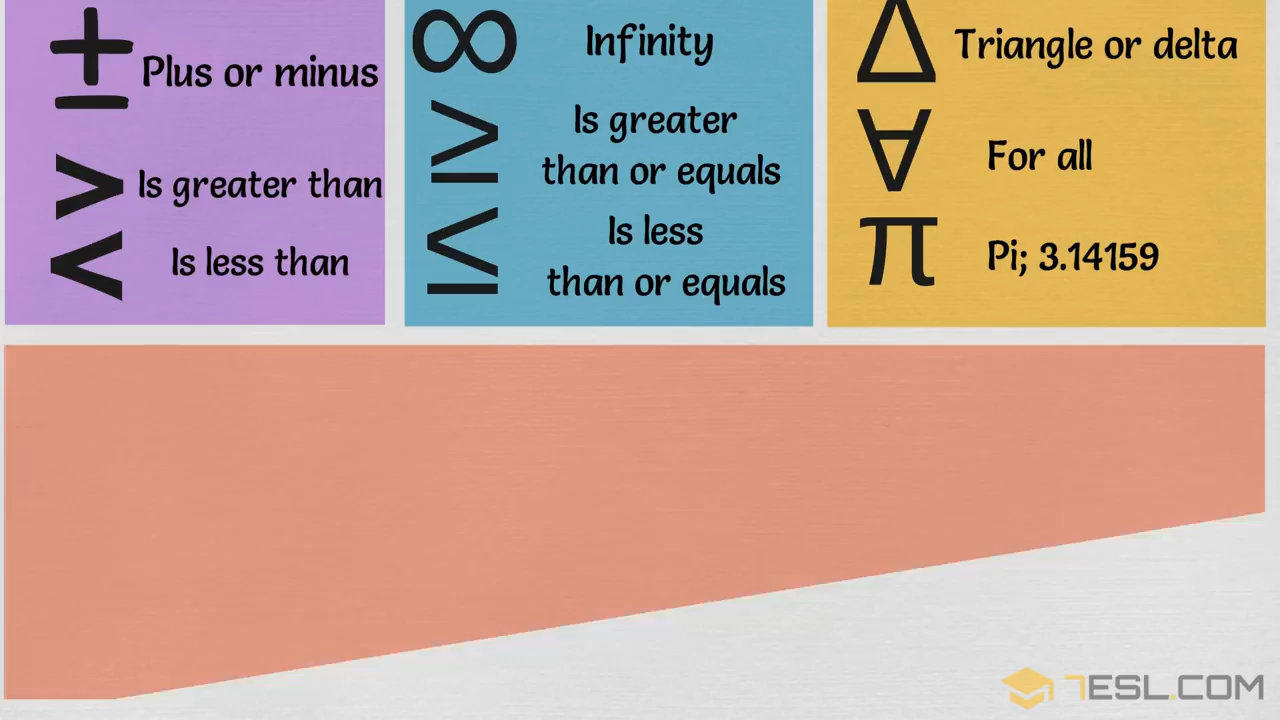 ± Plus or minus
> Is greater than
< Is less than
∞ Infinity
≥ Is greater
than or equals
≤ Is less
than or equals
Δ Triangle or delta
∀ For all
π Pi; 3.14159
7ESL.COM